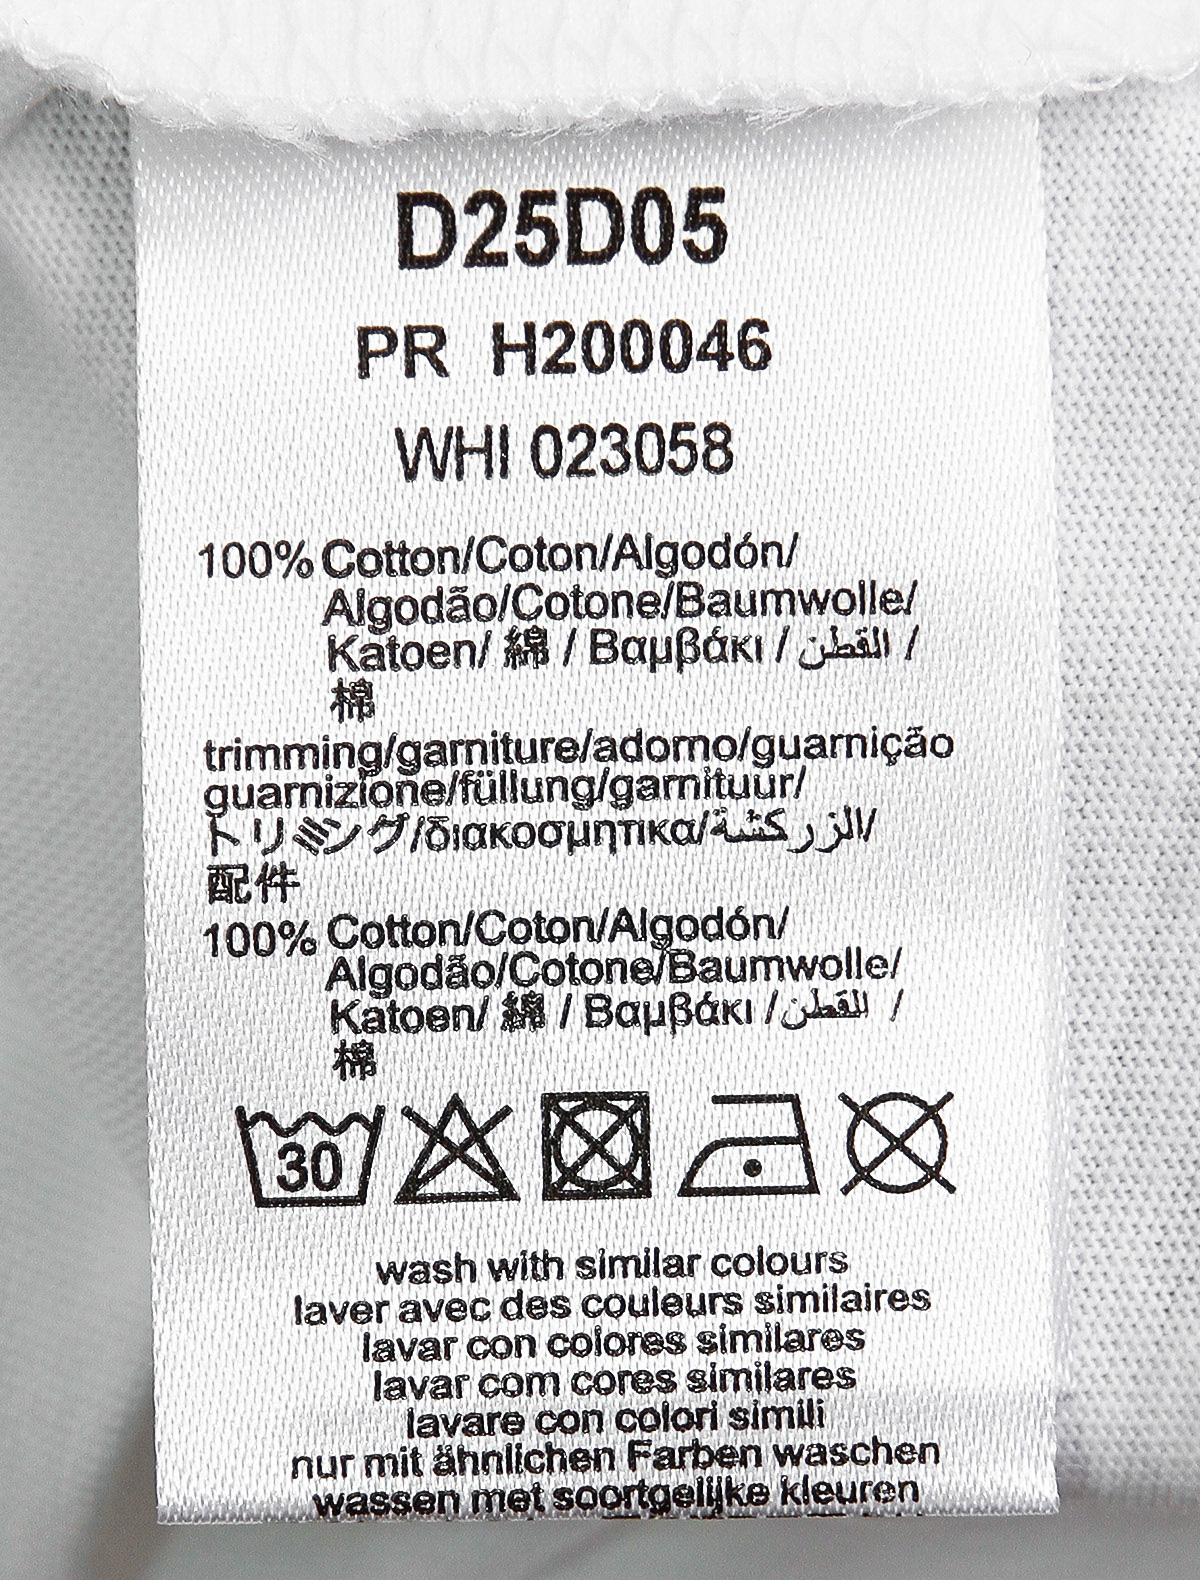 D25D05
PR H200046
WHI 023058
100% Cotton/Coton/Algodón/
Algodão/Cotone/Baumwolle/
Katoen/ 綿 / Βαμβάκι / القطن /
棉
trimming/garniture/adorno/guarnição
guarnizione/füllung/garnituur/
トリミング/διακοσμητικα/الزركشة/
配件
100% Cotton/Coton/Algodón/
Algodão/Cotone/Baumwolle/
Katoen/ 綿 / Βαμβάκι / القطن /
棉
30
wash with similar colours
laver avec des couleurs similaires
lavar con colores similares
lavar com cores similares
lavare con colori simili
nur mit ähnlichen Farben waschen
wassen met soortgelijke kleuren